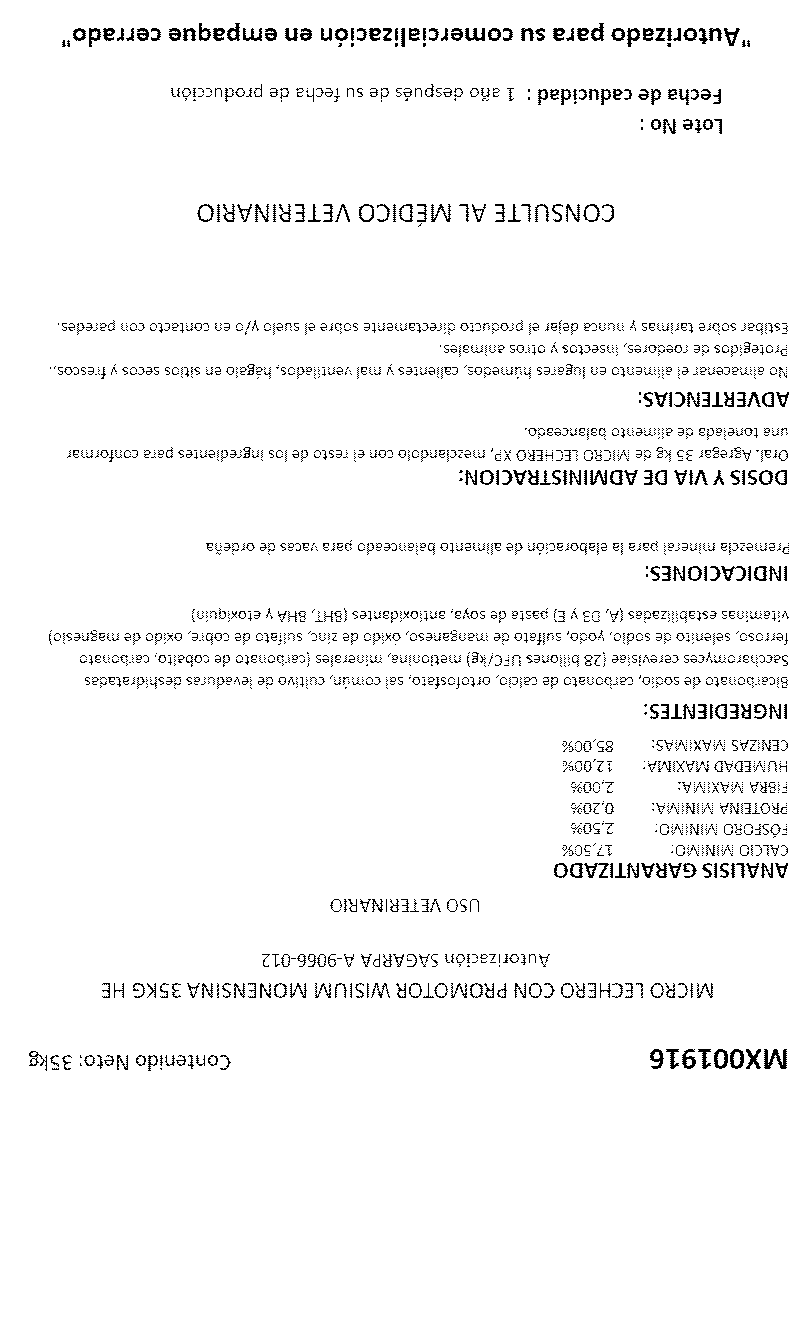 MX001916 Contenido Neto: 35kg
MICRO LECHERO CON PROMOTOR WISIUM MONENSINA 35KG HE
Autorización SAGARPA A-9066-012
USO VETERINARIO
ANALISIS GARANTIZADO
CALCIO MINIMO: 17,50%
FÓSFORO MINIMO: 2,50%
PROTEINA MINIMA: 0,20%
FIBRA MAXIMA: 2,00%
HUMEDAD MAXIMA: 12,00%
CENIZAS MAXIMAS: 85,00%
INGREDIENTES:
Bicarbonato de sodio, carbonato de calcio, ortofosfato, sal común, cultivo de levaduras deshidratadas
Saccharomyces cerevisiae (28 billones UFC/kg) metionina, minerales (carbonato de cobalto, carbonato
ferroso, selenito de sodio, yodo, sulfato de manganeso, óxido de zinc, sulfato de cobre, oxido de magnesio)
vitaminas estabilizadas (A, D3 y E) pasta de soya, antioxidantes (BHT, BHA y etoxiquin)
INDICACIONES:
Premezcla mineral para la elaboración de alimento balanceado para vacas de ordeña
DOSIS Y VIA DE ADMINISTRACION:
Oral. Agregar 35 kg de MICRO LECHERO XP, mezclandolo con el resto de los ingredientes para conformar
una tonelada de alimento balanceado.
ADVERTENCIAS:
No almacenar el alimento en lugares húmedos, calientes y mal ventilados, hágalo en sitios secos y frescos..
Protegidos de roedores, insectos y otros animales.
Estibar sobre tarimas y nunca dejar el producto directamente sobre el suelo y/o en contacto con paredes.
CONSULTE AL MÉDICO VETERINARIO
Lote No :
Fecha de caducidad : 1 año después de su fecha de producción
"Autorizado para su comercialización en empaque cerrado"